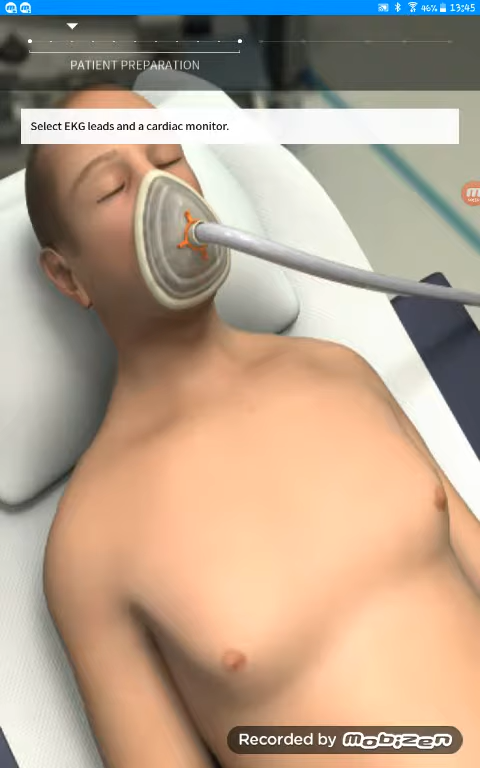 46% 13:45
PATIENT PREPARATION
Select EKG leads and a cardiac monitor.
Recorded by mobizen